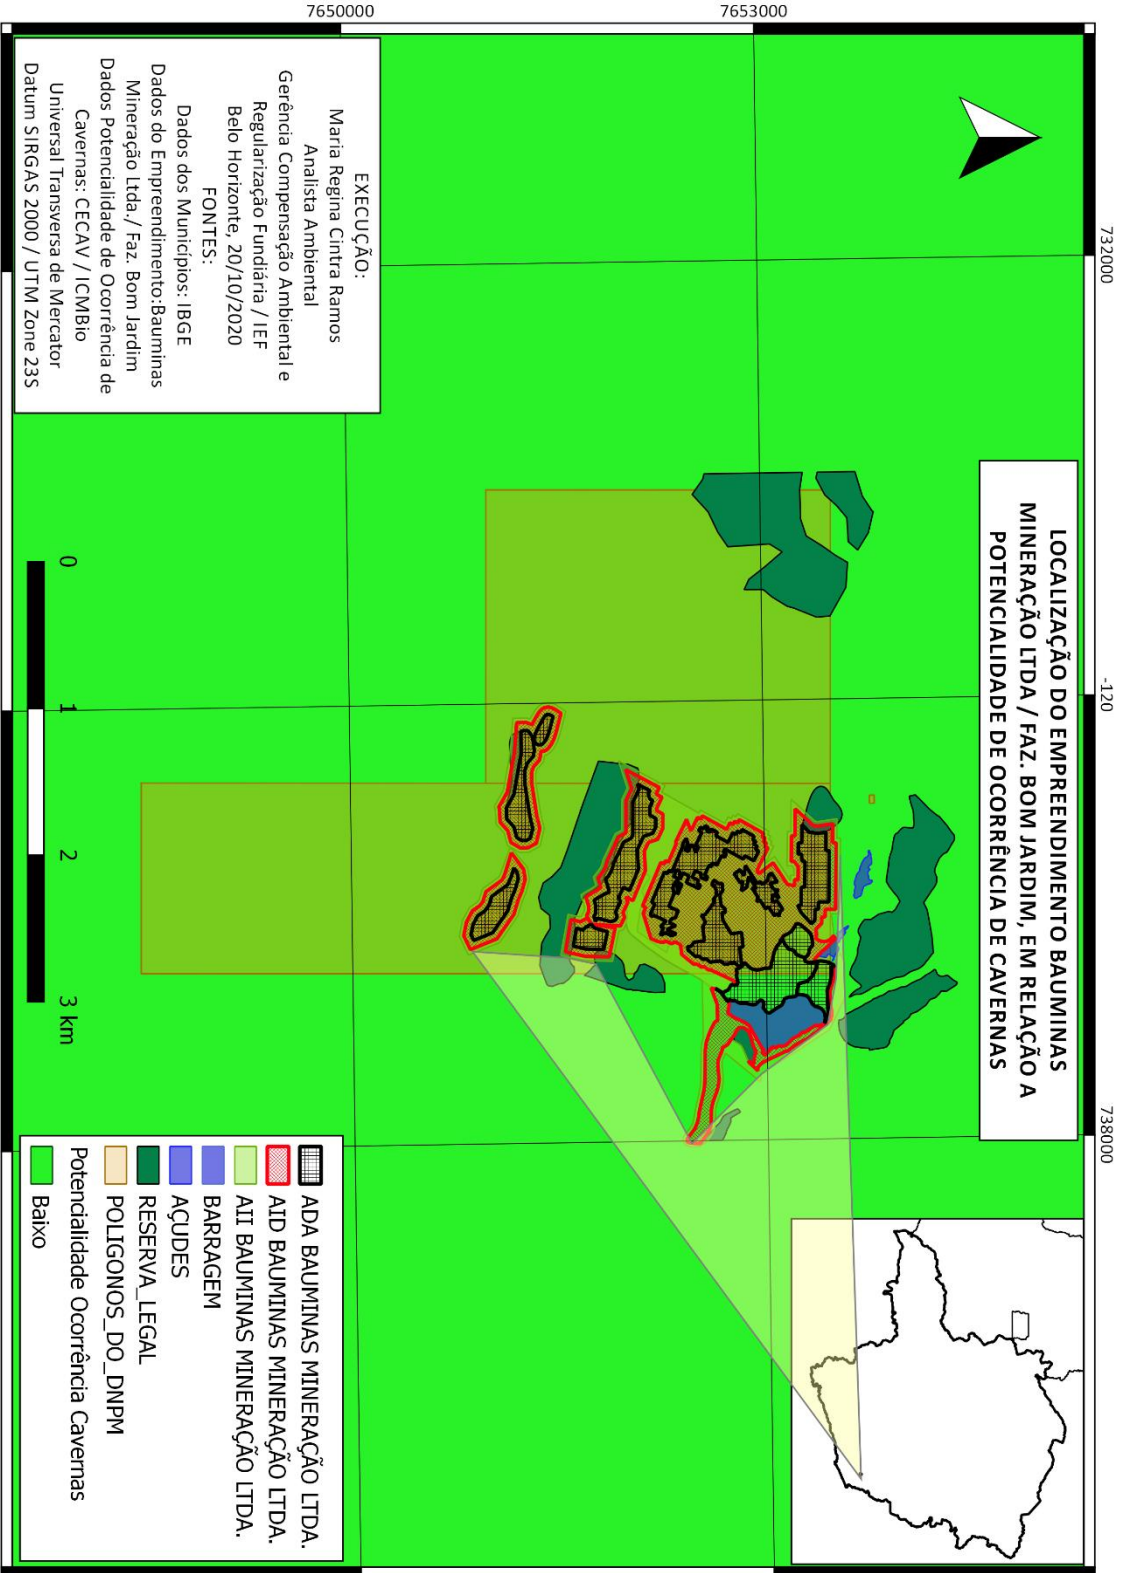 LOCALIZAÇÃO DO EMPREENDIMENTO BAUMINAS
MINERAÇÃO LTDA / FAZ. BOM JARDIM, EM RELAÇÃO A
POTENCIALIDADE DE OCORRÊNCIA DE CAVERNAS
732000
-120
738000
7653000
7650000
EXECUÇÃO:
Maria Regina Cintra Ramos
Analista Ambiental
Gerência Compensação Ambiental e
Regularização Fundiária / IEF
Belo Horizonte, 20/10/2020
FONTES:
Dados dos Municipios: IBGE
Dados do Empreendimento:Bauminas
Mineração Ltda./ Faz. Bom Jardim
Dados Potencialidade de Ocorrência de
Cavernas: CECAV / ICMBio
Universal Transversa de Mercator
Datum SIRGAS 2000 / UTM Zone 23S
0 1 2 3 km
ADA BAUMINAS MINERAÇÃO LTDA.
AID BAUMINAS MINERAÇÃO LTDA.
AII BAUMINAS MINERAÇÃO LTDA.
BARRAGEM
AÇUDES
RESERVA_LEGAL
POLIGONOS_DO_DNPM
Potencialidade Ocorrência Cavernas
Baixo